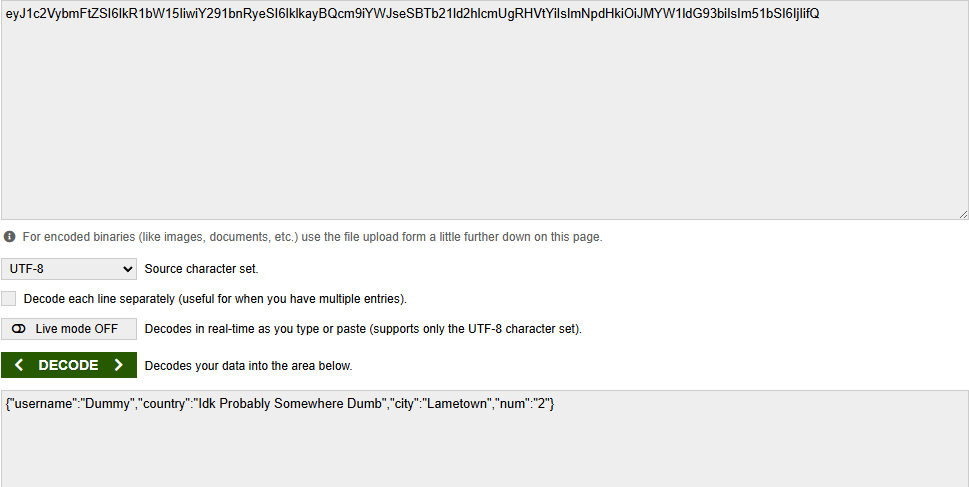 eyJ1c2VybmFtZSI6IkR1bW15IiwiY291bnRyeSI6IklkayBQcm9iYWJseSBTb21ld2hlcmUgRHVtYiIsImNpdHkiOiJMYW1ldG93biIsIm51bSI6IjIifQ
For encoded binaries (like images, documents, etc.) use the file upload form a little further down on this page.
UTF-8 Source character set.
Decode each line separately (useful for when you have multiple entries).
Live mode OFF Decodes in real-time as you type or paste (supports only the UTF-8 character set).
DECODE Decodes your data into the area below.
{"username":"Dummy","country":"Idk Probably Somewhere Dumb","city":"Lametown","num":"2"}